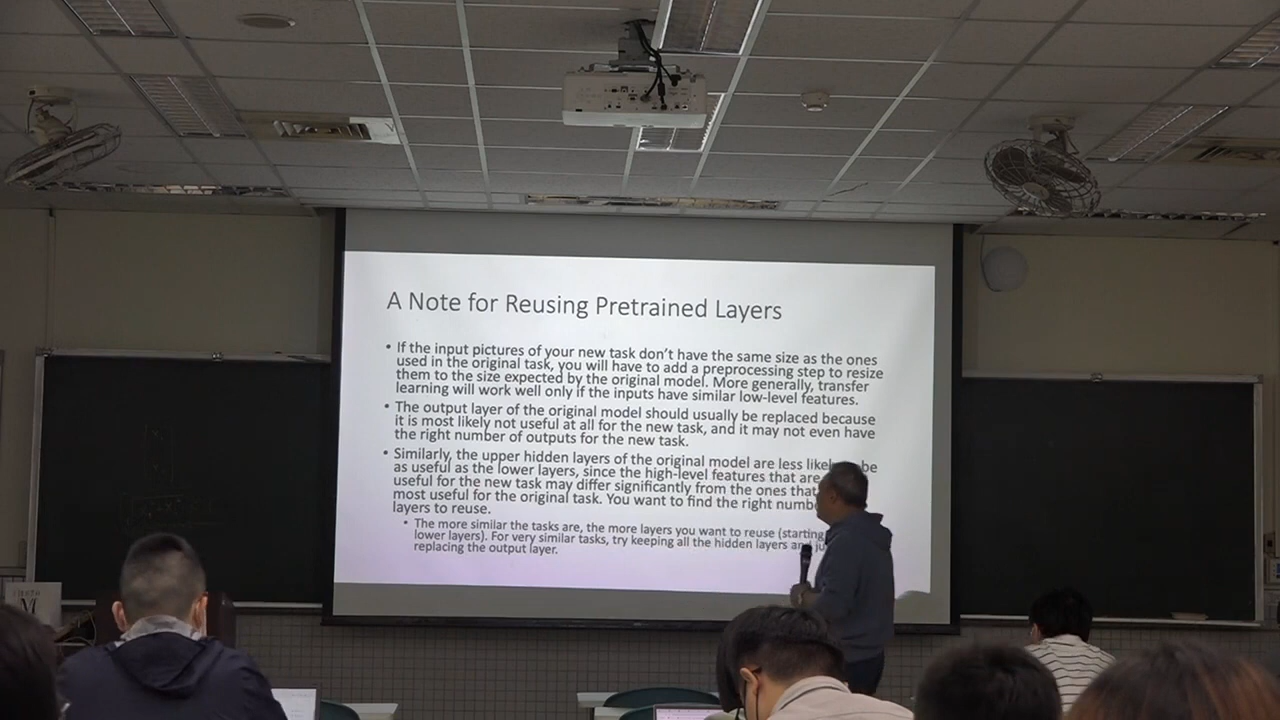 A Note for Reusing Pretrained Layers
• If the input pictures of your new task don't have the same size as the ones
used in the original task, you will have to add a preprocessing step to resize
them to the size expected by the original model. More generally, transfer
learning will work well only if the inputs have similar low-level features.
• The output layer of the original model should usually be replaced because
it is most likely not useful at all for the new task, and it may not even have
the right number of outputs for the new task.
• Similarly, the upper hidden layers of the original model are less likely be
as useful as the lower layers, since the high-level features that are
useful for the new task may differ significantly from the ones that
most useful for the original task. You want to find the right
layers to reuse.
• The more similar the tasks are, the more layers you want to reuse (starting
lower layers). For very similar tasks, try keeping all the hidden layers and
replacing the output layer.
M